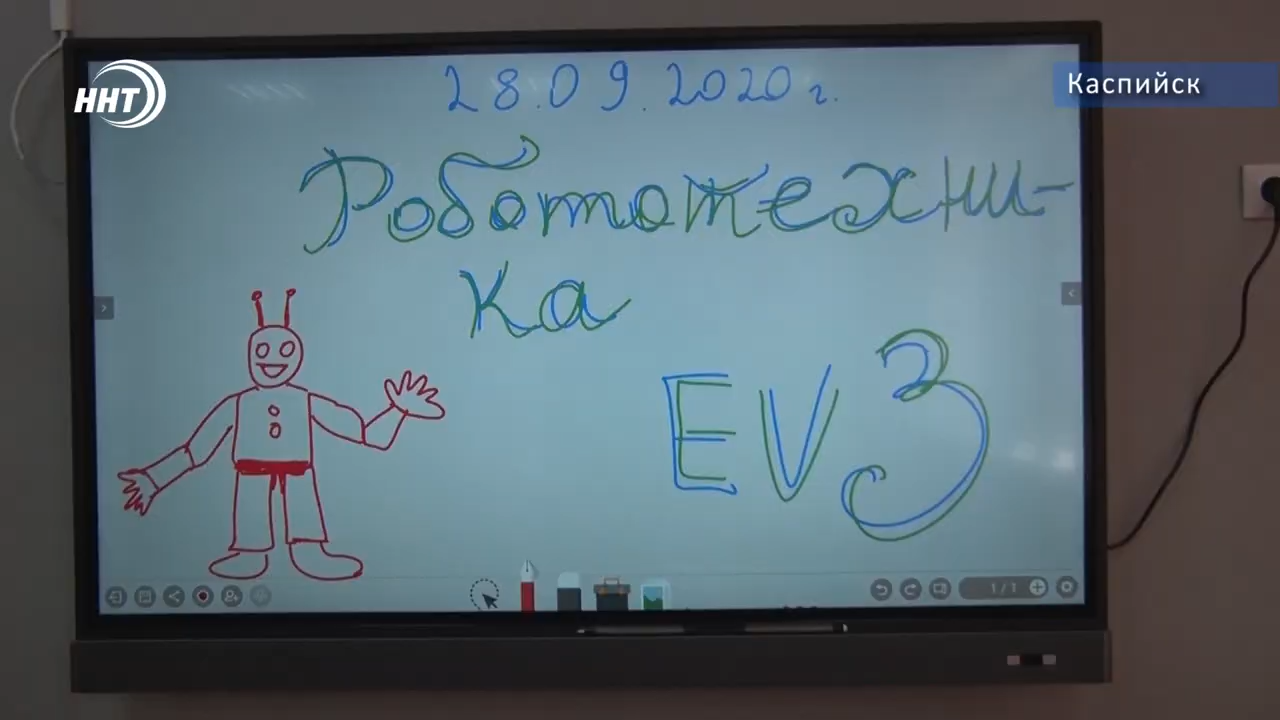 ННТ
Каспийск
28.09.2020 г.
Робототехни-
ка
EV3
1/1